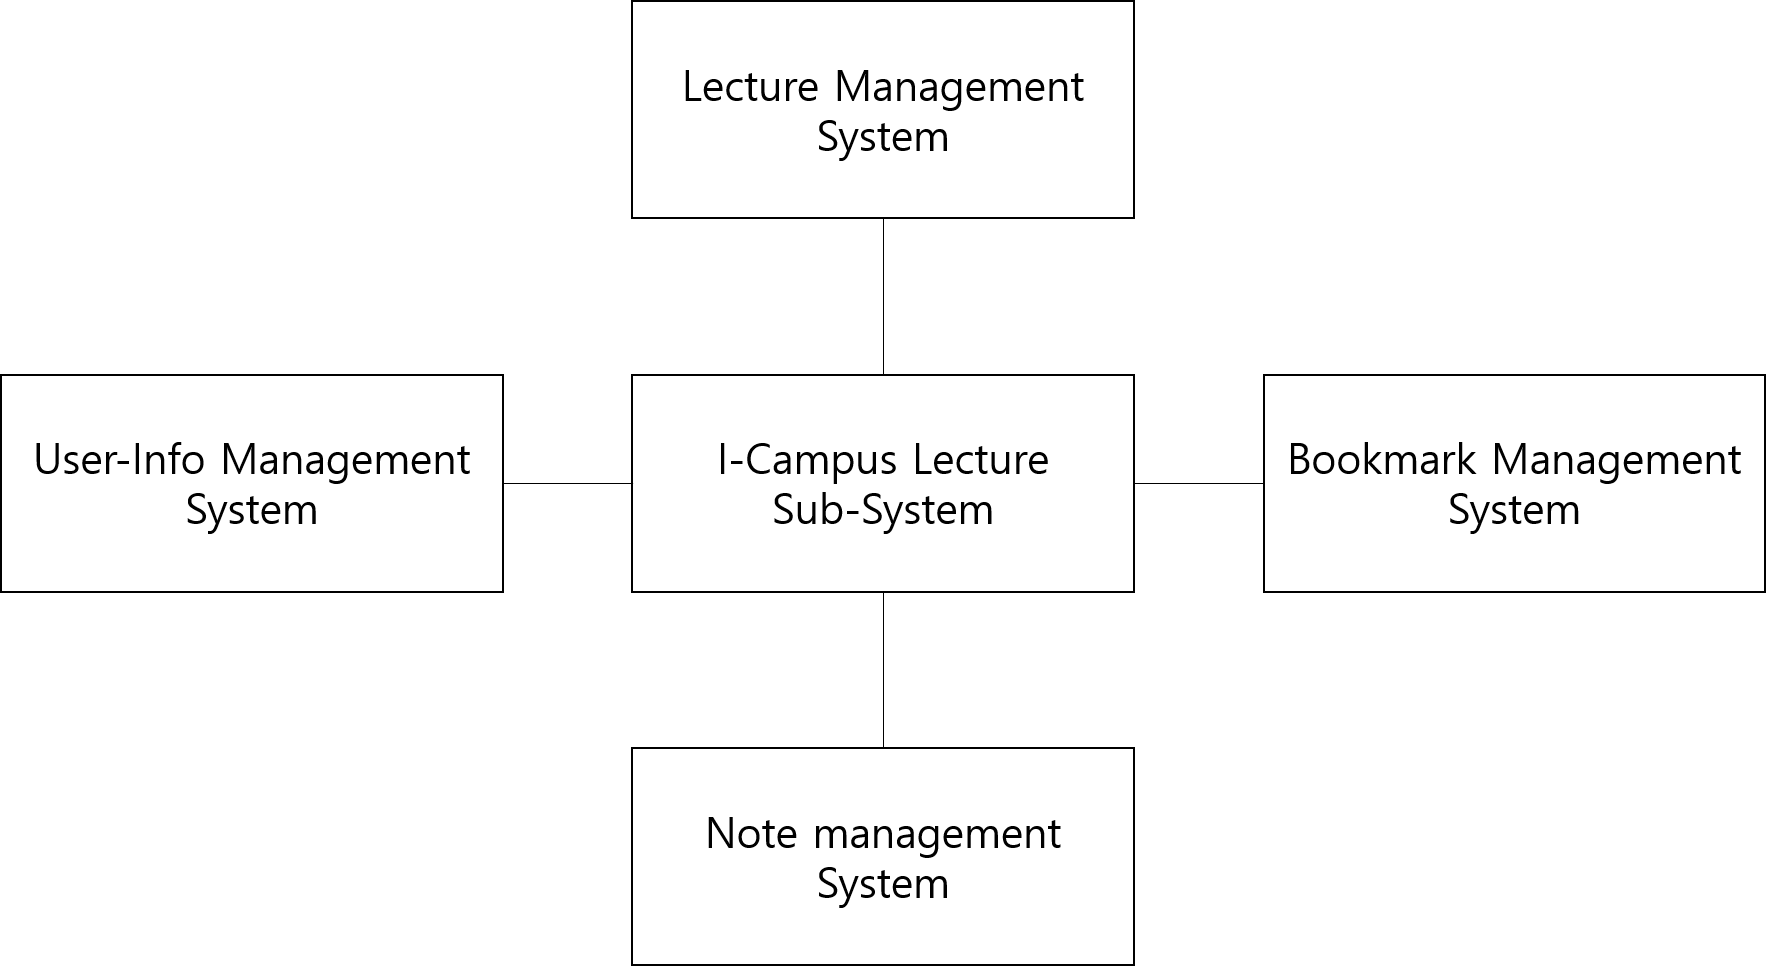 Lecture Management
System
User-Info Management
System
I-Campus Lecture
Sub-System
Bookmark Management
System
Note management
System